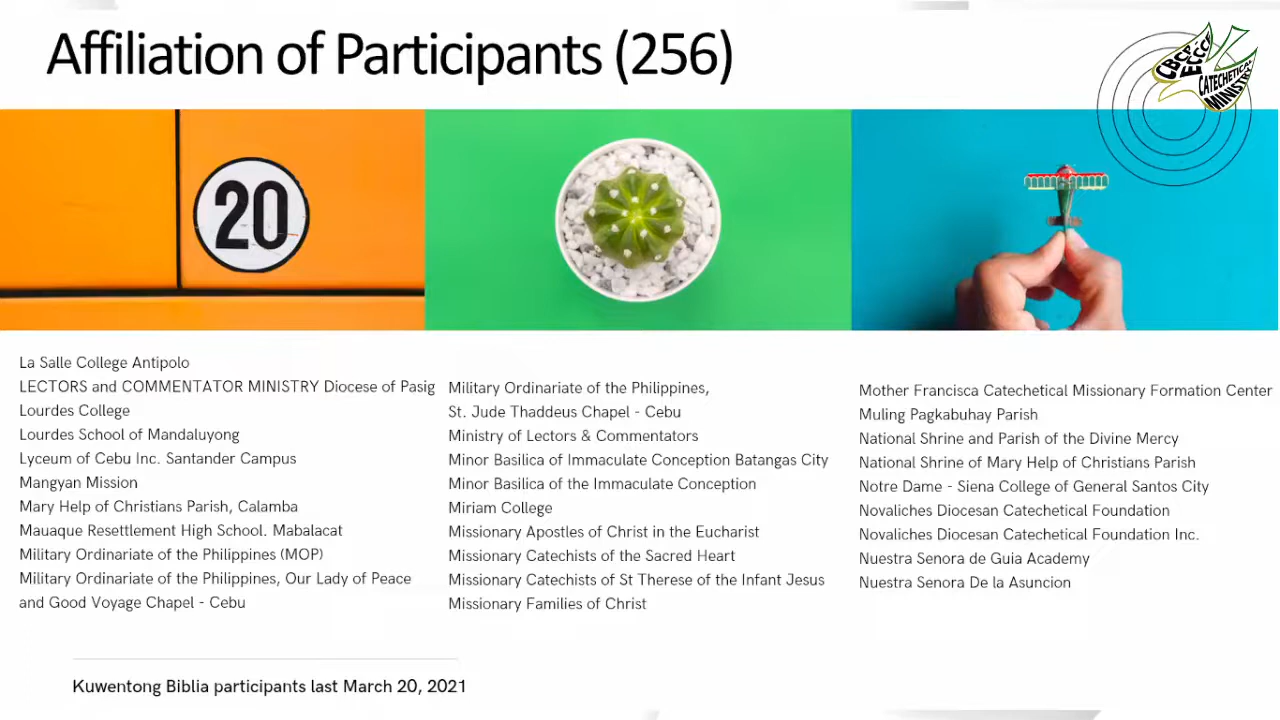 Affiliation of Participants (256)
CBCP
ECCCE
CATECHETICAL
MINISTRY
20
La Salle College Antipolo
LECTORS and COMMENTATOR MINISTRY Diocese of Pasig
Lourdes College
Lourdes School of Mandaluyong
Lyceum of Cebu Inc. Santander Campus
Mangyan Mission
Mary Help of Christians Parish, Calamba
Mauaque Resettlement High School. Mabalacat
Military Ordinariate of the Philippines (MOP)
Military Ordinariate of the Philippines, Our Lady of Peace
and Good Voyage Chapel - Cebu
Military Ordinariate of the Philippines,
St. Jude Thaddeus Chapel - Cebu
Ministry of Lectors & Commentators
Minor Basilica of Immaculate Conception Batangas City
Minor Basilica of the Immaculate Conception
Miriam College
Missionary Apostles of Christ in the Eucharist
Missionary Catechists of the Sacred Heart
Missionary Catechists of St Therese of the Infant Jesus
Missionary Families of Christ
Mother Francisca Catechetical Missionary Formation Center
Muling Pagkabuhay Parish
National Shrine and Parish of the Divine Mercy
National Shrine of Mary Help of Christians Parish
Notre Dame - Siena College of General Santos City
Novaliches Diocesan Catechetical Foundation
Novaliches Diocesan Catechetical Foundation Inc.
Nuestra Senora de Guia Academy
Nuestra Senora De la Asuncion
Kuwentong Biblia participants last March 20, 2021